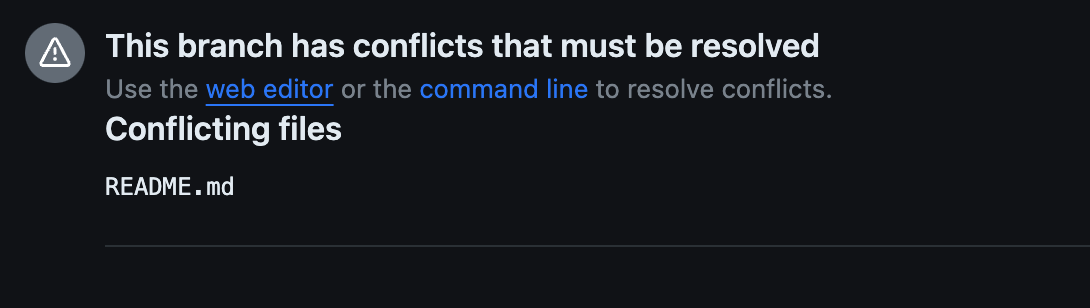 This branch has conflicts that must be resolved
Use the web editor or the command line to resolve conflicts.
Conflicting files
README.md